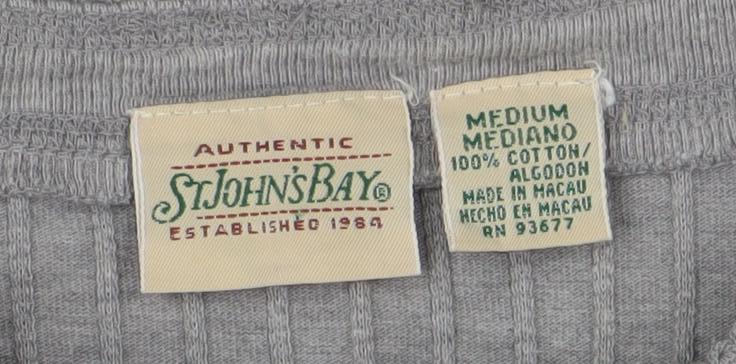 AUTHENTIC
ST.JOHN'S BAY®
ESTABLISHED 1984
MEDIUM
MEDIANO
100% COTTON/
ALGODON
MADE IN MACAU
HECHO EN MACAU
RN 93677